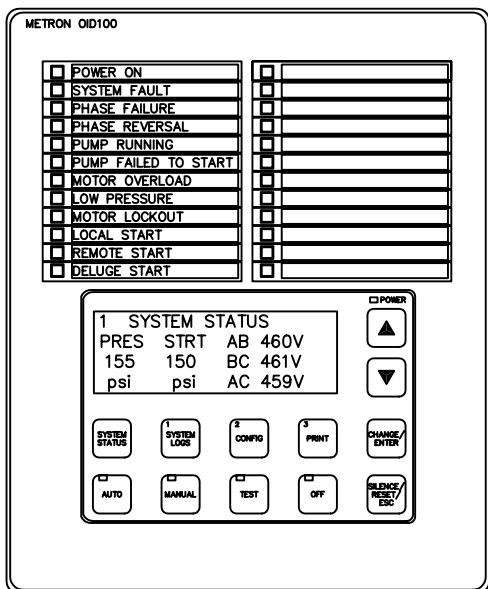 METRON OID100
POWER ON
SYSTEM FAULT
PHASE FAILURE
PHASE REVERSAL
PUMP RUNNING
PUMP FAILED TO START
MOTOR OVERLOAD
LOW PRESSURE
MOTOR LOCKOUT
LOCAL START
REMOTE START
DELUGE START
POWER
1 SYSTEM STATUS
PRES STRT AB 460V
155 150 BC 461V
psi psi AC 459V
SYSTEM
STATUS
1
SYSTEM
LOGS
2
CONFIG
3
PRINT
CHANGE/
ENTER
AUTO
MANUAL
TEST
OFF
SILENCE/
RESET/
ESC